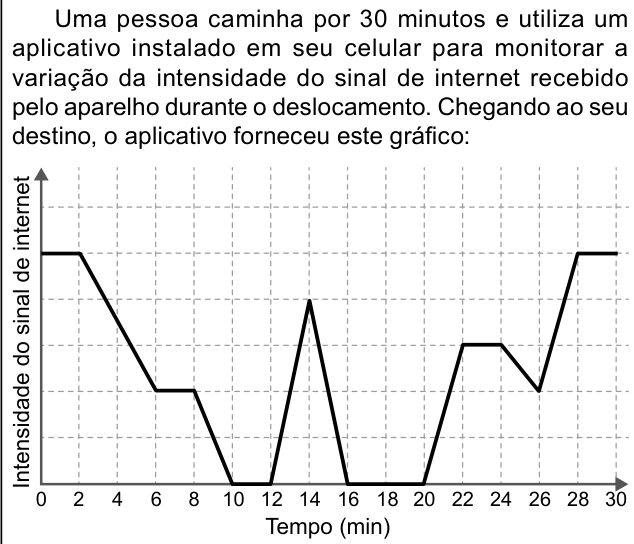 Uma pessoa caminha por 30 minutos e utiliza um
aplicativo instalado em seu celular para monitorar a
variação da intensidade do sinal de internet recebido
pelo aparelho durante o deslocamento. Chegando ao seu
destino, o aplicativo forneceu este gráfico:
Intensidade do sinal de internet
0 2 4 6 8 10 12 14 16 18 20 22 24 26 28 30
Tempo (min)